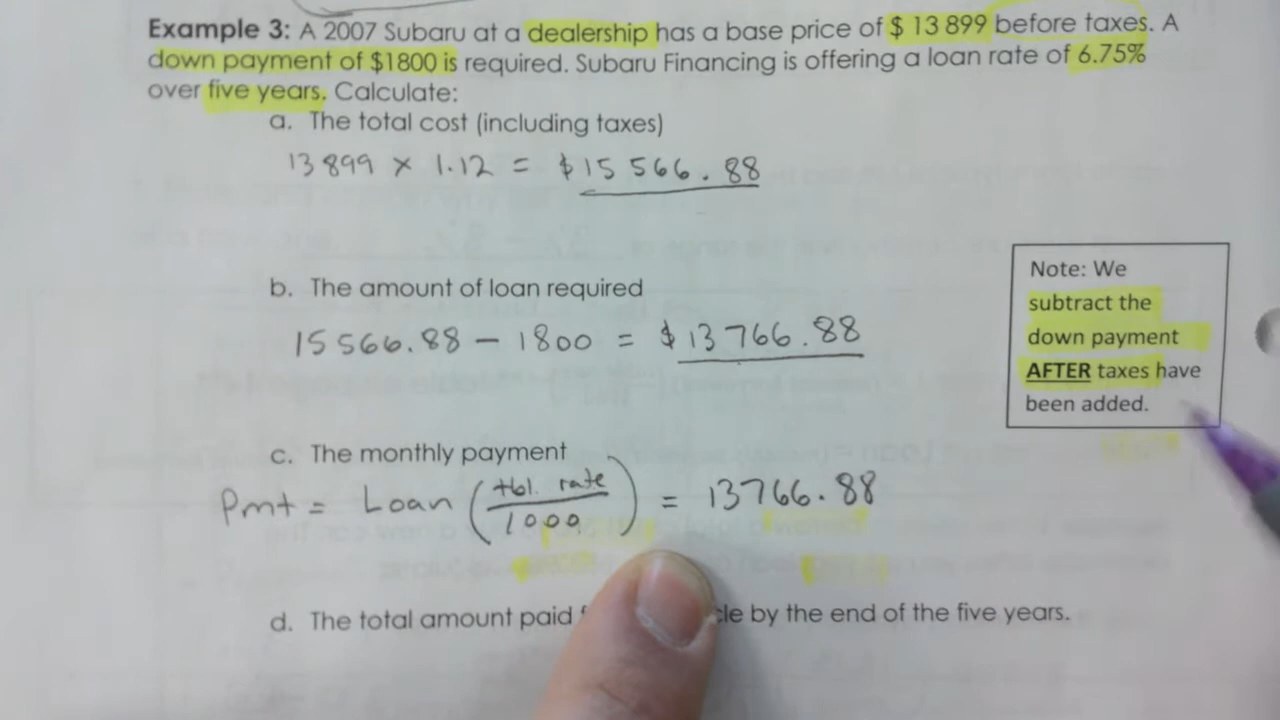 Example 3: A 2007 Subaru at a dealership has a base price of $ 13 899 before taxes. A
down payment of $1800 is required. Subaru Financing is offering a loan rate of 6.75%
over five years. Calculate:
a. The total cost (including taxes)
13 899 × 1.12 = $15 566.88
b. The amount of loan required
15 566.88 - 1800 = $13 766.88
Note: We
subtract the
down payment
AFTER taxes have
been added.
c. The monthly payment
Pmt = Loan (tbl. rate / 1000) = 13766.88
d. The total amount paid by the end of the five years.